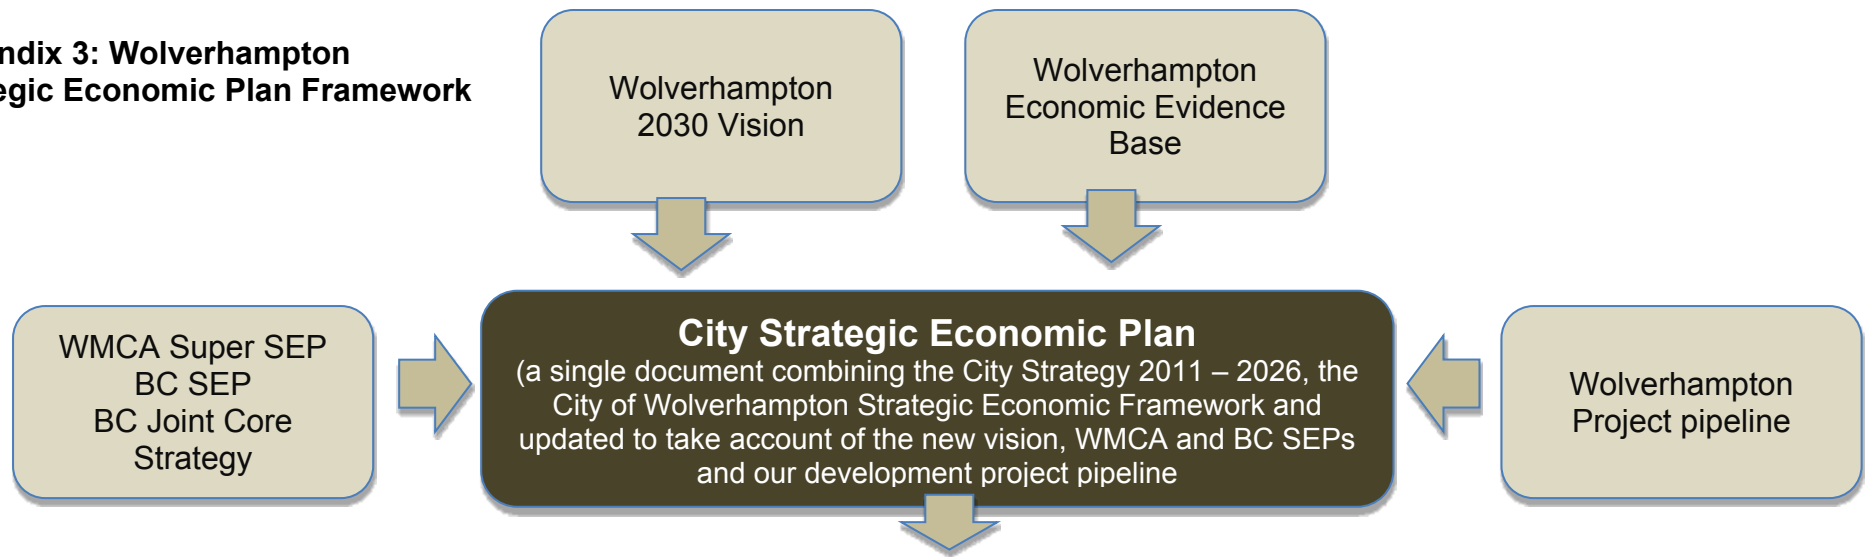 ndix 3: Wolverhampton
egic Economic Plan Framework
Wolverhampton
2030 Vision
Wolverhampton
Economic Evidence
Base
WMCA Super SEP
BC SEP
BC Joint Core
Strategy
City Strategic Economic Plan
(a single document combining the City Strategy 2011 – 2026, the
City of Wolverhampton Strategic Economic Framework and
updated to take account of the new vision, WMCA and BC SEPs
and our development project pipeline
Wolverhampton
Project pipeline